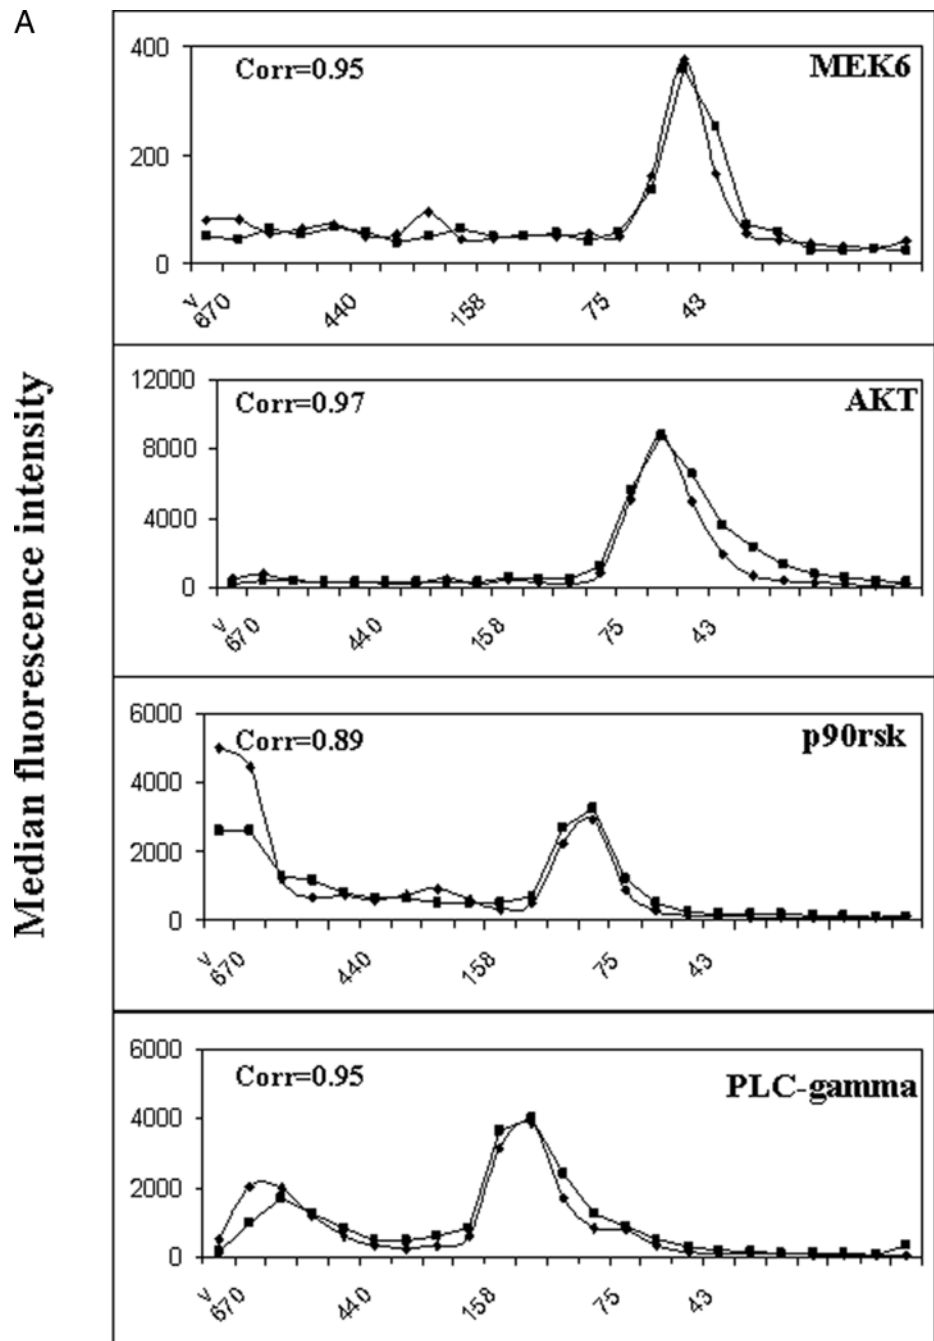 A
Median fluorescence intensity
Corr=0.95
MEK6
400
200
0
v
670
440
158
75
43
Corr=0.97
AKT
12000
8000
4000
0
v
670
440
158
75
43
Corr=0.89
p90rsk
6000
4000
2000
0
v
670
440
158
75
43
Corr=0.95
PLC-gamma
6000
4000
2000
0
v
670
440
158
75
43